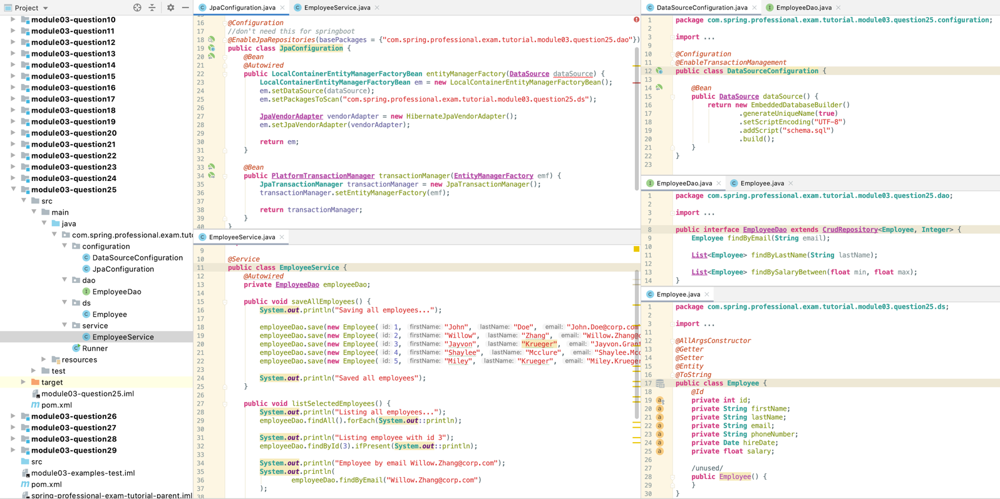 Project
module03-question10
module03-question11
module03-question12
module03-question13
module03-question14
module03-question15
module03-question16
module03-question17
module03-question18
module03-question19
module03-question20
module03-question21
module03-question22
module03-question23
module03-question24
module03-question25
src
main
java
com.spring.professional.exam.tuto
configuration
DataSourceConfiguration
JpaConfiguration
dao
EmployeeDao
ds
Employee
service
EmployeeService
Runner
resources
test
target
module03-question25.iml
pom.xml
module03-question26
module03-question27
module03-question28
module03-question29
src
module03-examples-test.iml
pom.xml
spring-professional-exam-tutorial-parent.iml
JpaConfiguration.java EmployeeService.java
16 @Configuration
17 //don't need this for springboot
18 @EnableJpaRepositories(basePackages = {"com.spring.professional.exam.tutorial.module03.question25.dao"})
19 public class JpaConfiguration {
20 @Bean
21 @Autowired
22 public LocalContainerEntityManagerFactoryBean entityManagerFactory(DataSource dataSource) {
23 LocalContainerEntityManagerFactoryBean em = new LocalContainerEntityManagerFactoryBean();
24 em.setDataSource(dataSource);
25 em.setPackagesToScan("com.spring.professional.exam.tutorial.module03.question25.ds");
26
27 JpaVendorAdapter vendorAdapter = new HibernateJpaVendorAdapter();
28 em.setJpaVendorAdapter(vendorAdapter);
29
30 return em;
31 }
32
33 @Bean
34 public PlatformTransactionManager transactionManager(EntityManagerFactory emf) {
35 JpaTransactionManager transactionManager = new JpaTransactionManager();
36 transactionManager.setEntityManagerFactory(emf);
37
38 return transactionManager;
39 }
40 }
EmployeeService.java
9
10 @Service
11 public class EmployeeService {
12 @Autowired
13 private EmployeeDao employeeDao;
14
15 public void saveAllEmployees() {
16 System.out.println("Saving all employees...");
17
18 employeeDao.save(new Employee( id: 1, firstName: "John", lastName: "Doe", email: "John.Doe@corp.com
19 employeeDao.save(new Employee( id: 2, firstName: "Willow", lastName: "Zhang", email: "Willow.Zhang@c
20 employeeDao.save(new Employee( id: 3, firstName: "Jayvon", lastName: "Krueger", email: "Jayvon.Gran
21 employeeDao.save(new Employee( id: 4, firstName: "Shaylee", lastName: "Mcclure", email: "Shaylee.Mcc
22 employeeDao.save(new Employee( id: 5, firstName: "Miley", lastName: "Krueger", email: "Miley.Krueger
23
24 System.out.println("Saved all employees");
25 }
26
27 public void listSelectedEmployees() {
28 System.out.println("Listing all employees...");
29 employeeDao.findAll().forEach(System.out::println);
30
31 System.out.println("Listing employee with id 3");
32 employeeDao.findById(3).ifPresent(System.out::println);
33
34 System.out.println("Employee by email Willow.Zhang@corp.com");
35 System.out.println(
36 employeeDao.findByEmail("Willow.Zhang@corp.com")
37 );
38
DataSourceConfiguration.java EmployeeDao.java
1 package com.spring.professional.exam.tutorial.module03.question25.configuration;
2
3 import ...
9
10 @Configuration
11 @EnableTransactionManagement
12 public class DataSourceConfiguration {
13
14 @Bean
15 public DataSource dataSource() {
16 return new EmbeddedDatabaseBuilder()
17 .generateUniqueName(true)
18 .setScriptEncoding("UTF-8")
19 .addScript("schema.sql")
20 .build();
21 }
22 }
23
EmployeeDao.java Employee.java
1 package com.spring.professional.exam.tutorial.module03.question25.dao;
2
3 import ...
7
8 public interface EmployeeDao extends CrudRepository<Employee, Integer> {
9 Employee findByEmail(String email);
10
11 List<Employee> findByLastName(String lastName);
12
13 List<Employee> findBySalaryBetween(float min, float max);
14 }
Employee.java
1 package com.spring.professional.exam.tutorial.module03.question25.ds;
2
3 import ...
11
12 @AllArgsConstructor
13 @Getter
14 @Setter
15 @Entity
16 @ToString
17 public class Employee {
18 @Id
19 private int id;
20 private String firstName;
21 private String lastName;
22 private String email;
23 private String phoneNumber;
24 private Date hireDate;
25 private float salary;
26
27 /unused/
28 public Employee() {
29 }
30 }